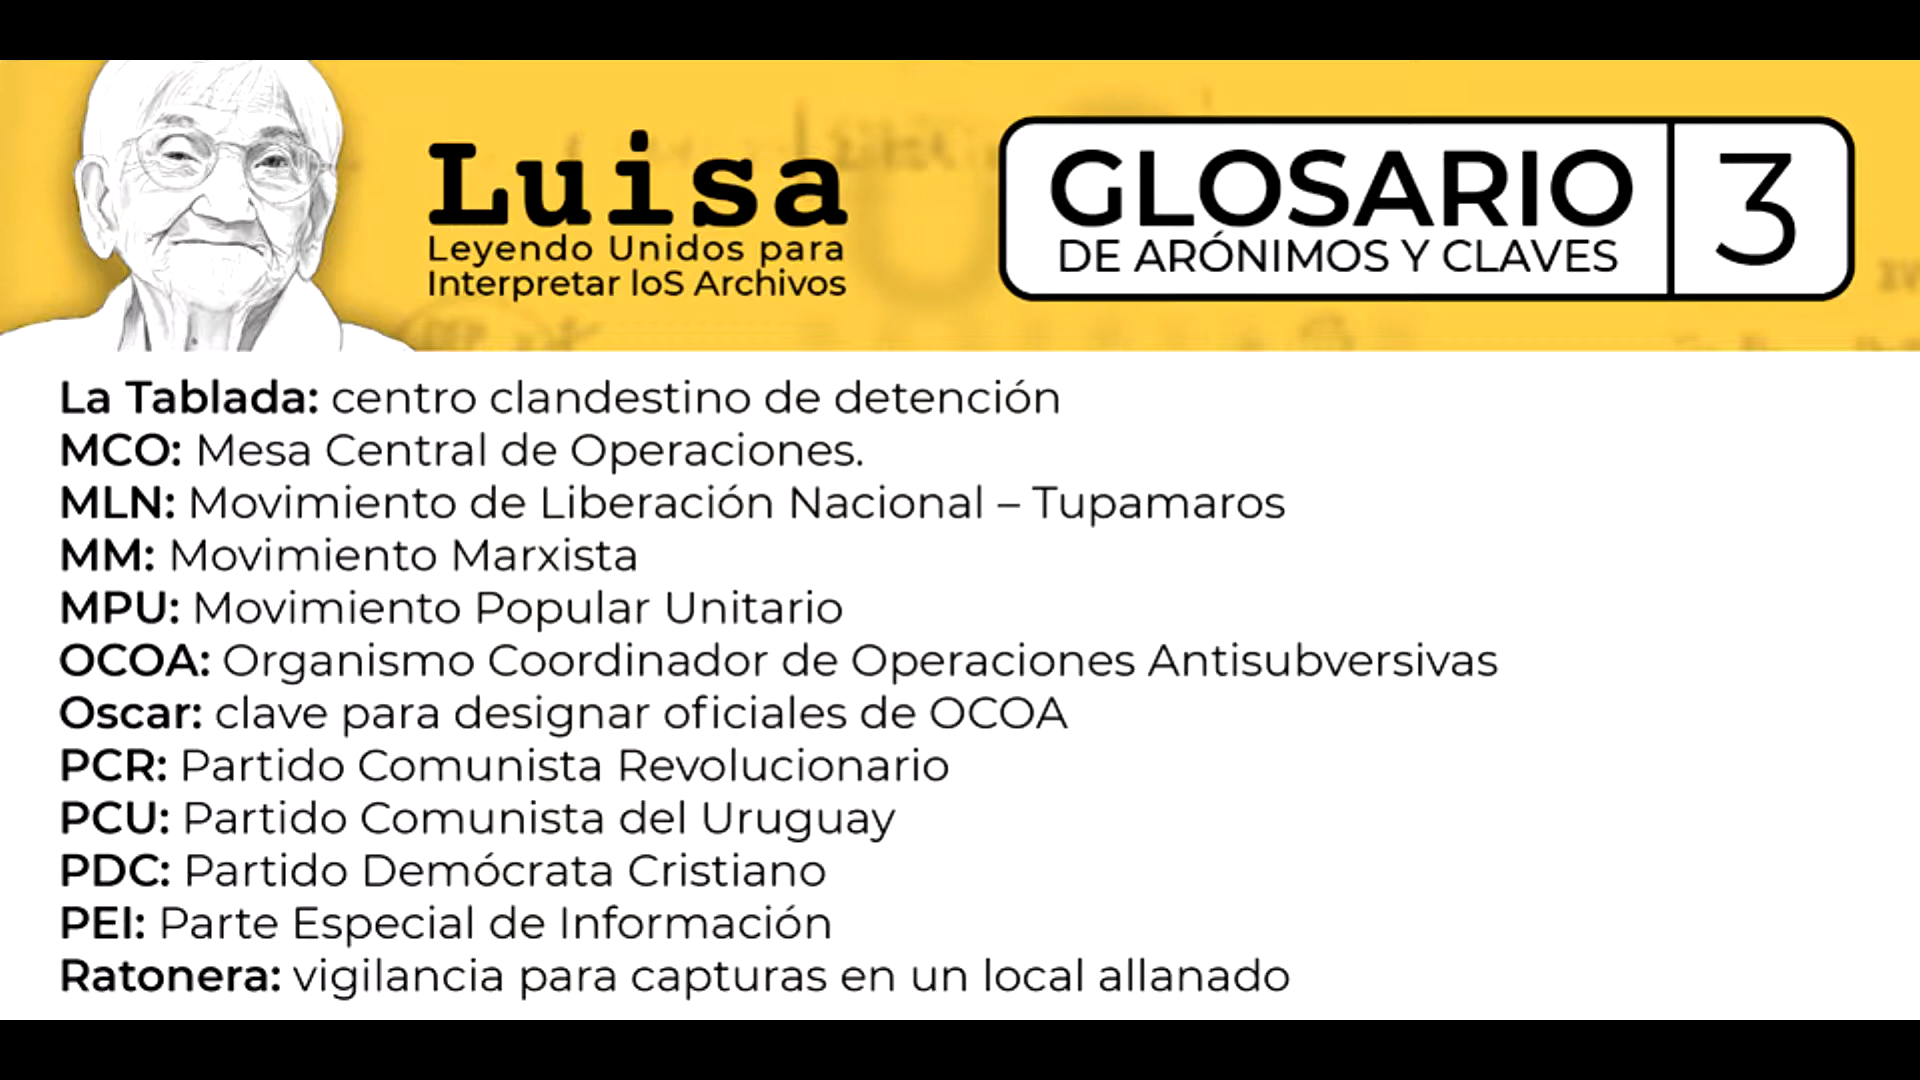 Luisa
Leyendo Unidos para
Interpretar loS Archivos
GLOSARIO
DE ARÓNIMOS Y CLAVES
3
La Tablada: centro clandestino de detención
MCO: Mesa Central de Operaciones.
MLN: Movimiento de Liberación Nacional – Tupamaros
MM: Movimiento Marxista
MPU: Movimiento Popular Unitario
OCOA: Organismo Coordinador de Operaciones Antisubversivas
Oscar: clave para designar oficiales de OCOA
PCR: Partido Comunista Revolucionario
PCU: Partido Comunista del Uruguay
PDC: Partido Demócrata Cristiano
PEI: Parte Especial de Información
Ratonera: vigilancia para capturas en un local allanado